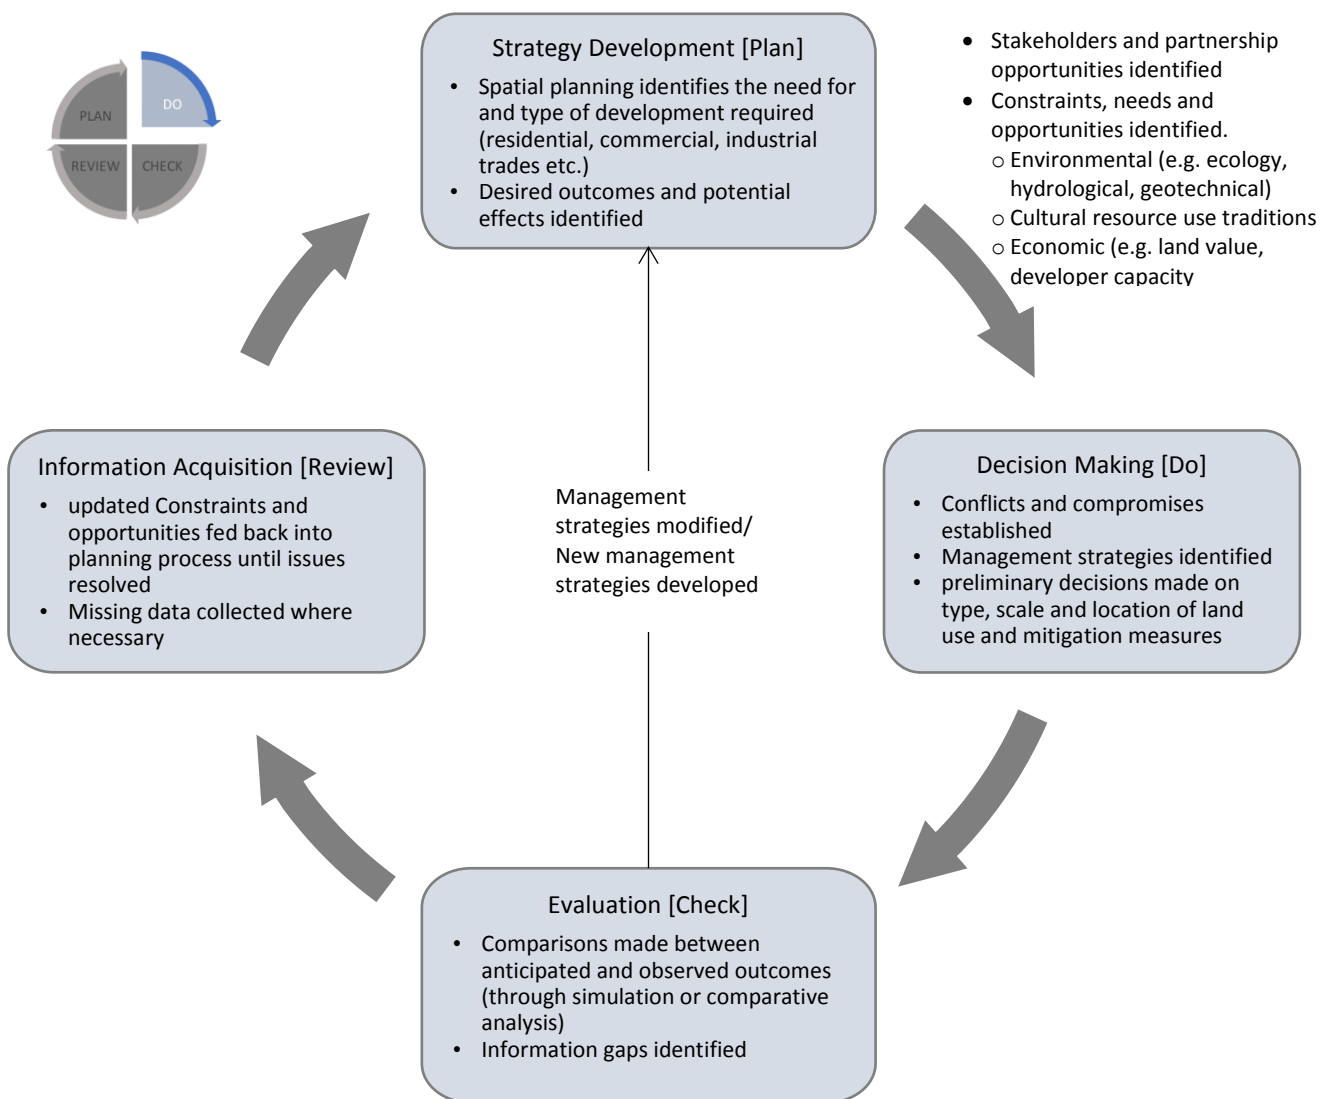 PLAN
DO
REVIEW
CHECK
Strategy Development [Plan]
• Spatial planning identifies the need for
and type of development required
(residential, commercial, industrial
trades etc.)
• Desired outcomes and potential
effects identified
• Stakeholders and partnership
opportunities identified
• Constraints, needs and
opportunities identified.
o Environmental (e.g. ecology,
hydrological, geotechnical)
o Cultural resource use traditions
o Economic (e.g. land value,
developer capacity
Information Acquisition [Review]
• updated Constraints and
opportunities fed back into
planning process until issues
resolved
• Missing data collected where
necessary
Management
strategies modified/
New management
strategies developed
Decision Making [Do]
• Conflicts and compromises
established
• Management strategies identified
• preliminary decisions made on
type, scale and location of land
use and mitigation measures
Evaluation [Check]
• Comparisons made between
anticipated and observed outcomes
(through simulation or comparative
analysis)
• Information gaps identified